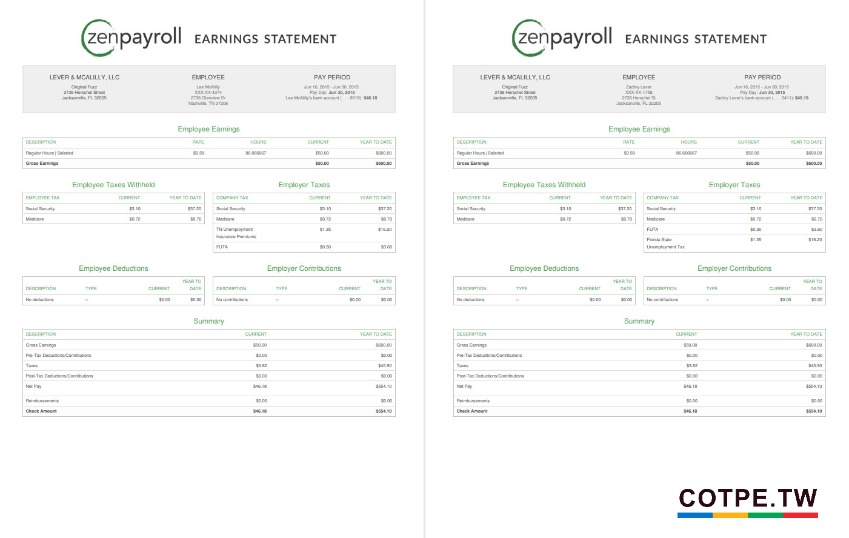 zenpayroll EARNINGS STATEMENT
LEVER & MCALILLY, LLC EMPLOYEE PAY PERIOD
Original Fuzz Lee McAlilly Jun 16, 2015 - Jun 30, 2015
2736 Herschel Street Pay Day: Jun 30, 2015
Jacksonville, FL 32205 Lee McAlilly's bank account $46.18
Nashville, TN
Employee Earnings
DESCRIPTION RATE HOURS CURRENT YEAR TO DATE
Regular Hours | Salaried $0.58 86.666667 $50.00 $600.00
Gross Earnings $50.00 $600.00
Employee Taxes Withheld Employer Taxes
EMPLOYEE TAX CURRENT YEAR TO DATE COMPANY TAX CURRENT YEAR TO DATE
Social Security $3.10 $37.20 Social Security $3.10 $37.20
Medicare $0.72 $8.70 Medicare $0.72 $8.70
TN Unemployment $1.35 $16.20
Insurance Premiums
FUTA $0.30 $3.60
Employee Deductions Employer Contributions
DESCRIPTION TYPE CURRENT YEAR TO DATE DESCRIPTION TYPE CURRENT YEAR TO DATE
No deductions – $0.00 $0.00 No contributions – $0.00 $0.00
Summary
DESCRIPTION CURRENT YEAR TO DATE
Gross Earnings $50.00 $600.00
Pre-Tax Deductions/Contributions $0.00 $0.00
Taxes $3.82 $45.90
Post-Tax Deductions/Contributions $0.00 $0.00
Net Pay $46.18 $554.10
Reimbursements $0.00 $0.00
Check Amount $46.18 $554.10
zenpayroll EARNINGS STATEMENT
LEVER & MCALILLY, LLC EMPLOYEE PAY PERIOD
Original Fuzz Zachry Lever Jun 16, 2015 - Jun 30, 2015
2736 Herschel Street Pay Day: Jun 30, 2015
Jacksonville, FL 32205 2736 Herschel St Zachry Lever's bank account $46.18
Jacksonville, FL 32205
Employee Earnings
DESCRIPTION RATE HOURS CURRENT YEAR TO DATE
Regular Hours | Salaried $0.58 86.666667 $50.00 $600.00
Gross Earnings $50.00 $600.00
Employee Taxes Withheld Employer Taxes
EMPLOYEE TAX CURRENT YEAR TO DATE COMPANY TAX CURRENT YEAR TO DATE
Social Security $3.10 $37.20 Social Security $3.10 $37.20
Medicare $0.72 $8.70 Medicare $0.72 $8.70
FUTA $3.60
Florida State $1.35 $16.20
Unemployment Tax
Employee Deductions Employer Contributions
DESCRIPTION TYPE CURRENT YEAR TO DATE DESCRIPTION TYPE CURRENT YEAR TO DATE
No deductions – $0.00 $0.00 No contributions – $0.00 $0.00
Summary
DESCRIPTION CURRENT YEAR TO DATE
Gross Earnings $50.00 $600.00
Pre-Tax Deductions/Contributions $0.00 $0.00
Taxes $3.82 $45.90
Post-Tax Deductions/Contributions $0.00 $0.00
Net Pay $46.18 $554.10
Reimbursements $0.00 $0.00
Check Amount $46.18 $554.10
COTPE.TW